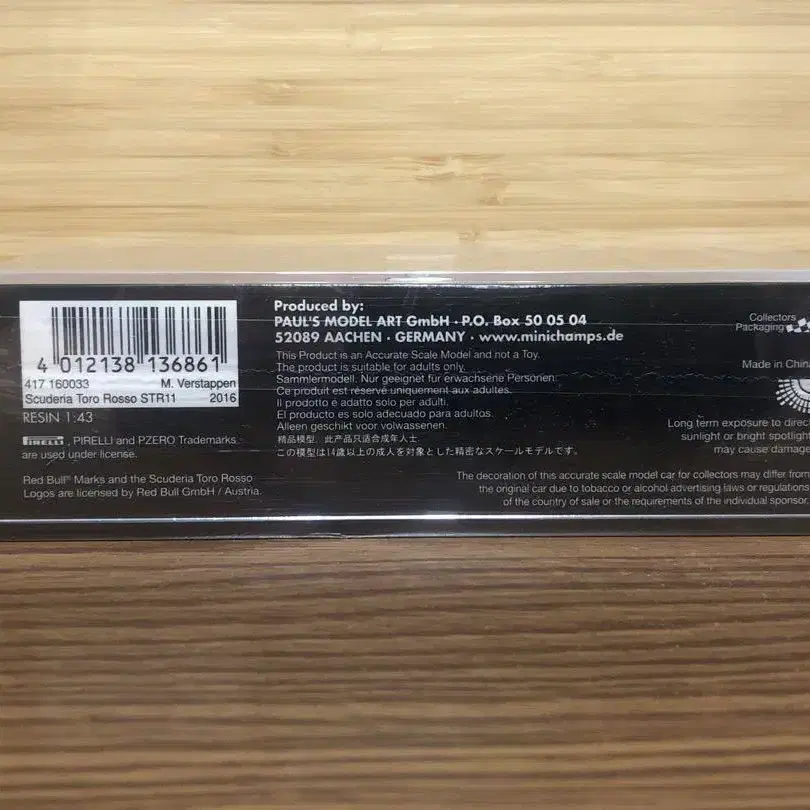 4 012138 136861
417 160033 M. Verstappen
Scuderia Toro Rosso STR11 2016
RESIN 1:43
PIRELLI, PIRELLI and PZERO Trademarks
are used under license.
Red Bull® Marks and the Scuderia Toro Rosso
Logos are licensed by Red Bull GmbH / Austria.
Produced by:
PAUL'S MODEL ART GmbH · P.O. Box 50 05 04
52089 AACHEN · GERMANY · www.minichamps.de
This Product is an Accurate Scale Model and not a Toy.
The product is suitable for adults only.
Sammlermodell. Nur geeignet für erwachsene Personen.
Ce produit est réservé uniquement aux adultes.
Il prodotto è adatto solo per adulti.
El producto es solo adecuado para adultos.
Alleen geschikt voor volwassenen.
精品模型，此产品只适合成年人士
この模型は14歳以上の成人を対象とした精密なスケールモデルです。
Collectors
Packaging
Made in China
Long term exposure to direct
sunlight or bright spotlight
may cause damage
The decoration of this accurate scale model car for collectors may differ from
the original car due to tobacco or alcohol advertising laws or regulations
of the country of sale or the requirements of the individual sponsor.